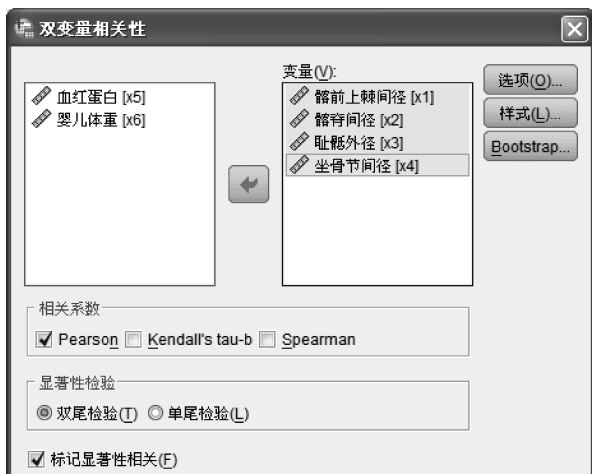 双变量相关性
血红蛋白 [x5]
婴儿体重 [x6]
变量(V):
髂前上棘间径 [x1]
髂脊间径 [x2]
耻骶外径 [x3]
坐骨节间径 [x4]
选项(O)...
样式(L)...
Bootstrap...
相关系数
Pearson Kendall's tau-b Spearman
显著性检验
双尾检验(T) 单尾检验(L)
标记显著性相关(F)